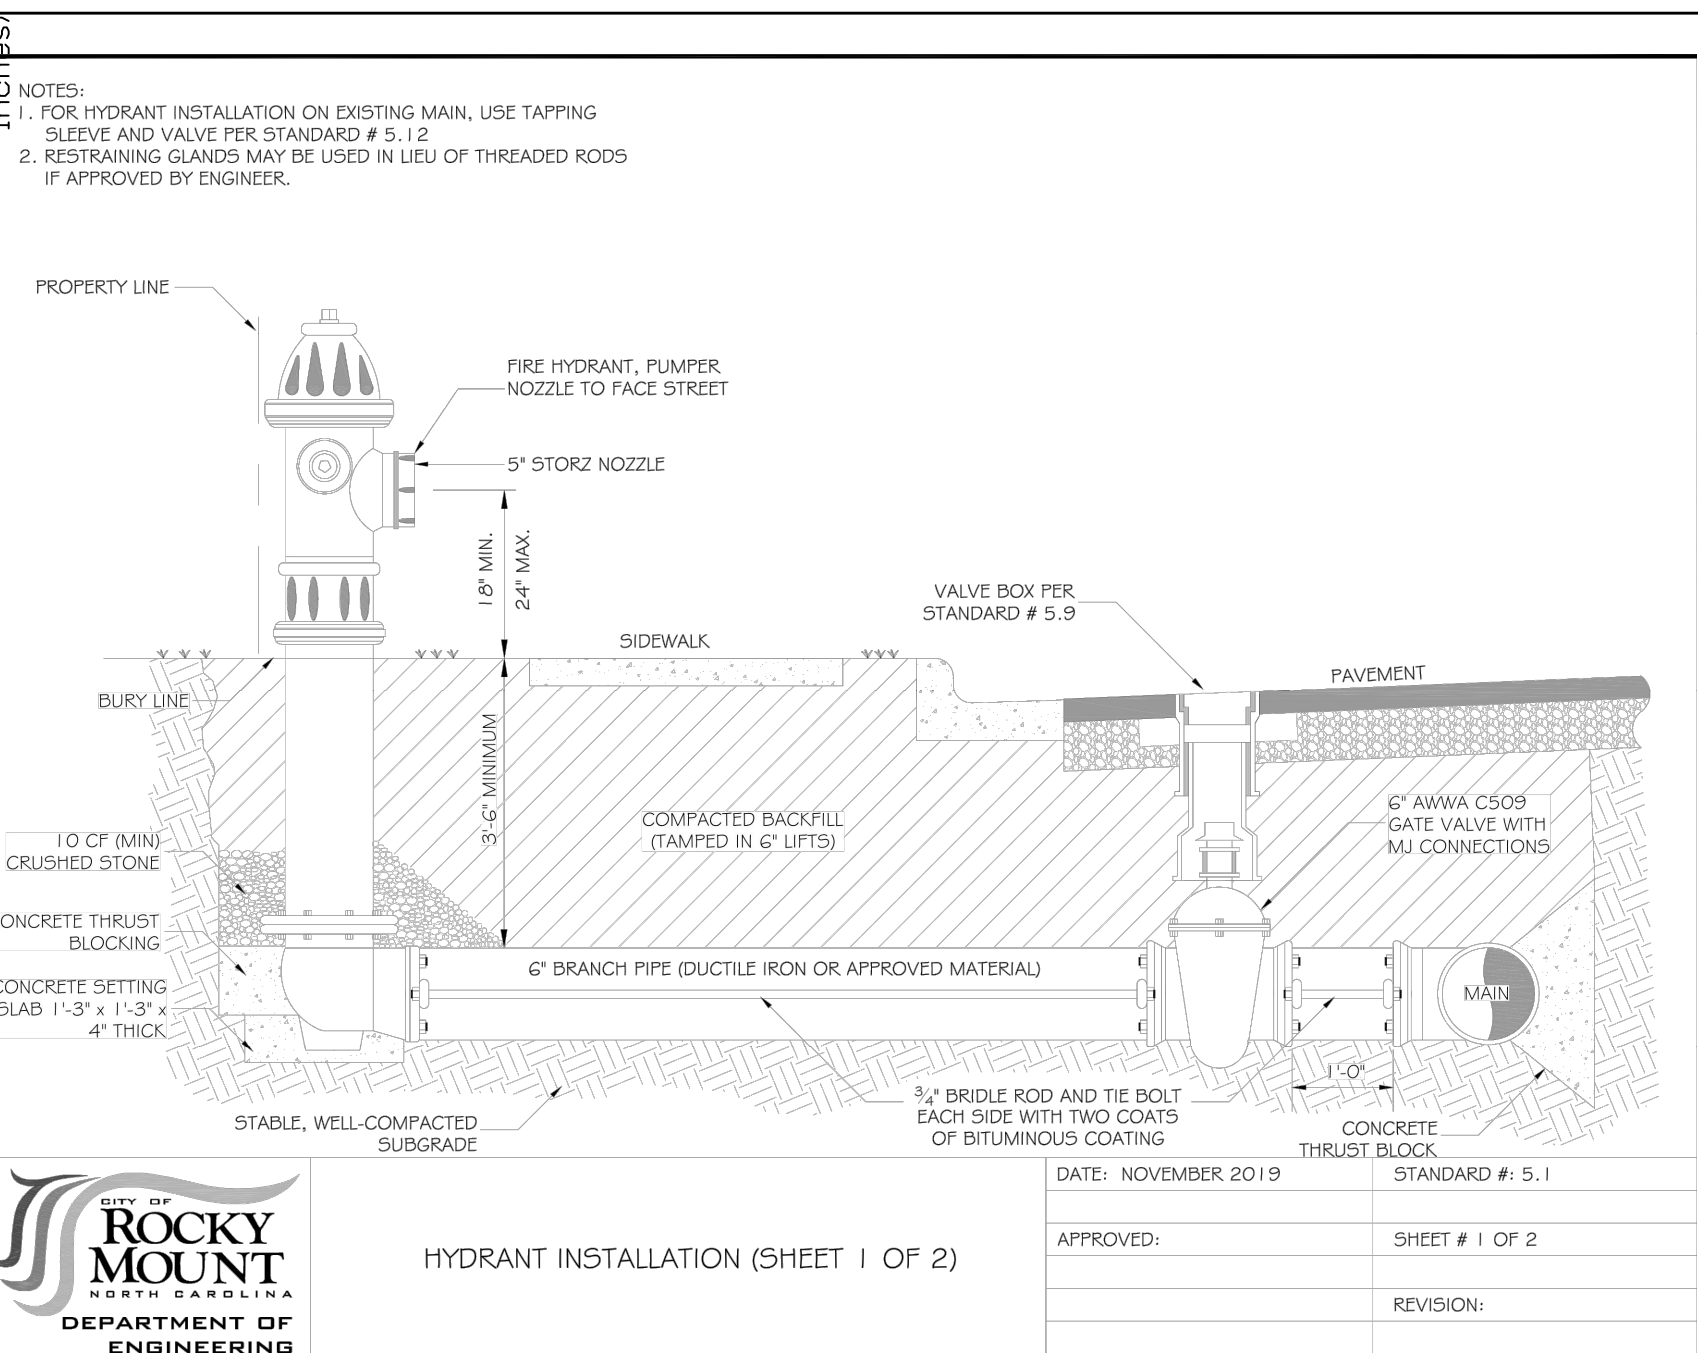 NOTES:
1. FOR HYDRANT INSTALLATION ON EXISTING MAIN, USE TAPPING
SLEEVE AND VALVE PER STANDARD # 5.12
2. RESTRAINING GLANDS MAY BE USED IN LIEU OF THREADED RODS
IF APPROVED BY ENGINEER.
PROPERTY LINE
FIRE HYDRANT, PUMPER
NOZZLE TO FACE STREET
5" STORZ NOZZLE
18" MIN.
24" MAX.
VALVE BOX PER
STANDARD # 5.9
SIDEWALK
PAVEMENT
BURY LINE
3'-6" MINIMUM
COMPACTED BACKFILL
(TAMPED IN 6" LIFTS)
6" AWWA C509
GATE VALVE WITH
MJ CONNECTIONS
10 CF (MIN)
CRUSHED STONE
ONCRETE THRUST
BLOCKING
CONCRETE SETTING
SLAB 1'-3" x 1'-3" x
4" THICK
6" BRANCH PIPE (DUCTILE IRON OR APPROVED MATERIAL)
MAIN
1'-0"
3/4" BRIDLE ROD AND TIE BOLT
EACH SIDE WITH TWO COATS
OF BITUMINOUS COATING
STABLE, WELL-COMPACTED
SUBGRADE
CONCRETE
THRUST BLOCK
CITY OF
ROCKY
MOUNT
NORTH CAROLINA
DEPARTMENT OF
ENGINEERING
HYDRANT INSTALLATION (SHEET 1 OF 2)
DATE: NOVEMBER 2019
STANDARD #: 5.1
APPROVED:
SHEET # 1 OF 2
REVISION: